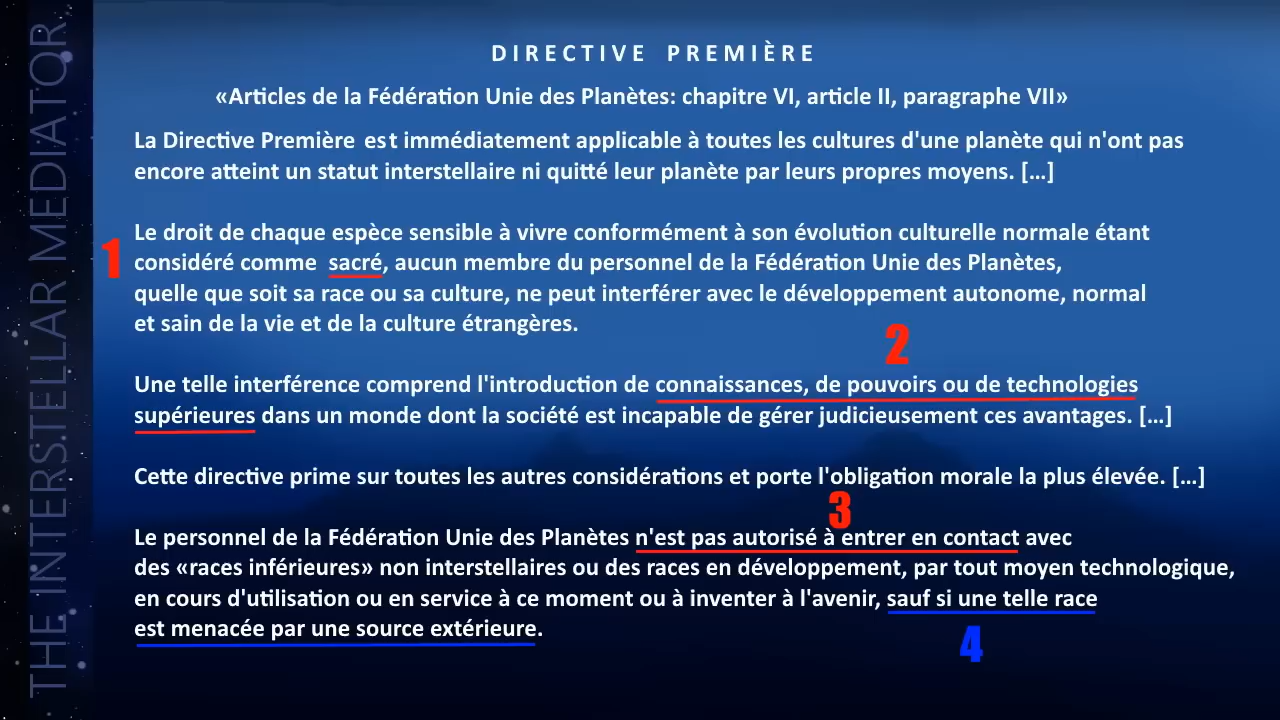 THE INTERSTELLAR MEDIATOR
DIRECTIVE PREMIÈRE
«Articles de la Fédération Unie des Planètes: chapitre VI, article II, paragraphe VII»
La Directive Première est immédiatement applicable à toutes les cultures d'une planète qui n'ont pas
encore atteint un statut interstellaire ni quitté leur planète par leurs propres moyens. [...]
1
Le droit de chaque espèce sensible à vivre conformément à son évolution culturelle normale étant
considéré comme sacré, aucun membre du personnel de la Fédération Unie des Planètes,
quelle que soit sa race ou sa culture, ne peut interférer avec le développement autonome, normal
et sain de la vie et de la culture étrangères.
2
Une telle interférence comprend l'introduction de connaissances, de pouvoirs ou de technologies
supérieures dans un monde dont la société est incapable de gérer judicieusement ces avantages. [...]
Cette directive prime sur toutes les autres considérations et porte l'obligation morale la plus élevée. [...]
3
Le personnel de la Fédération Unie des Planètes n'est pas autorisé à entrer en contact avec
des «races inférieures» non interstellaires ou des races en développement, par tout moyen technologique,
en cours d'utilisation ou en service à ce moment ou à inventer à l'avenir, sauf si une telle race
est menacée par une source extérieure.
4